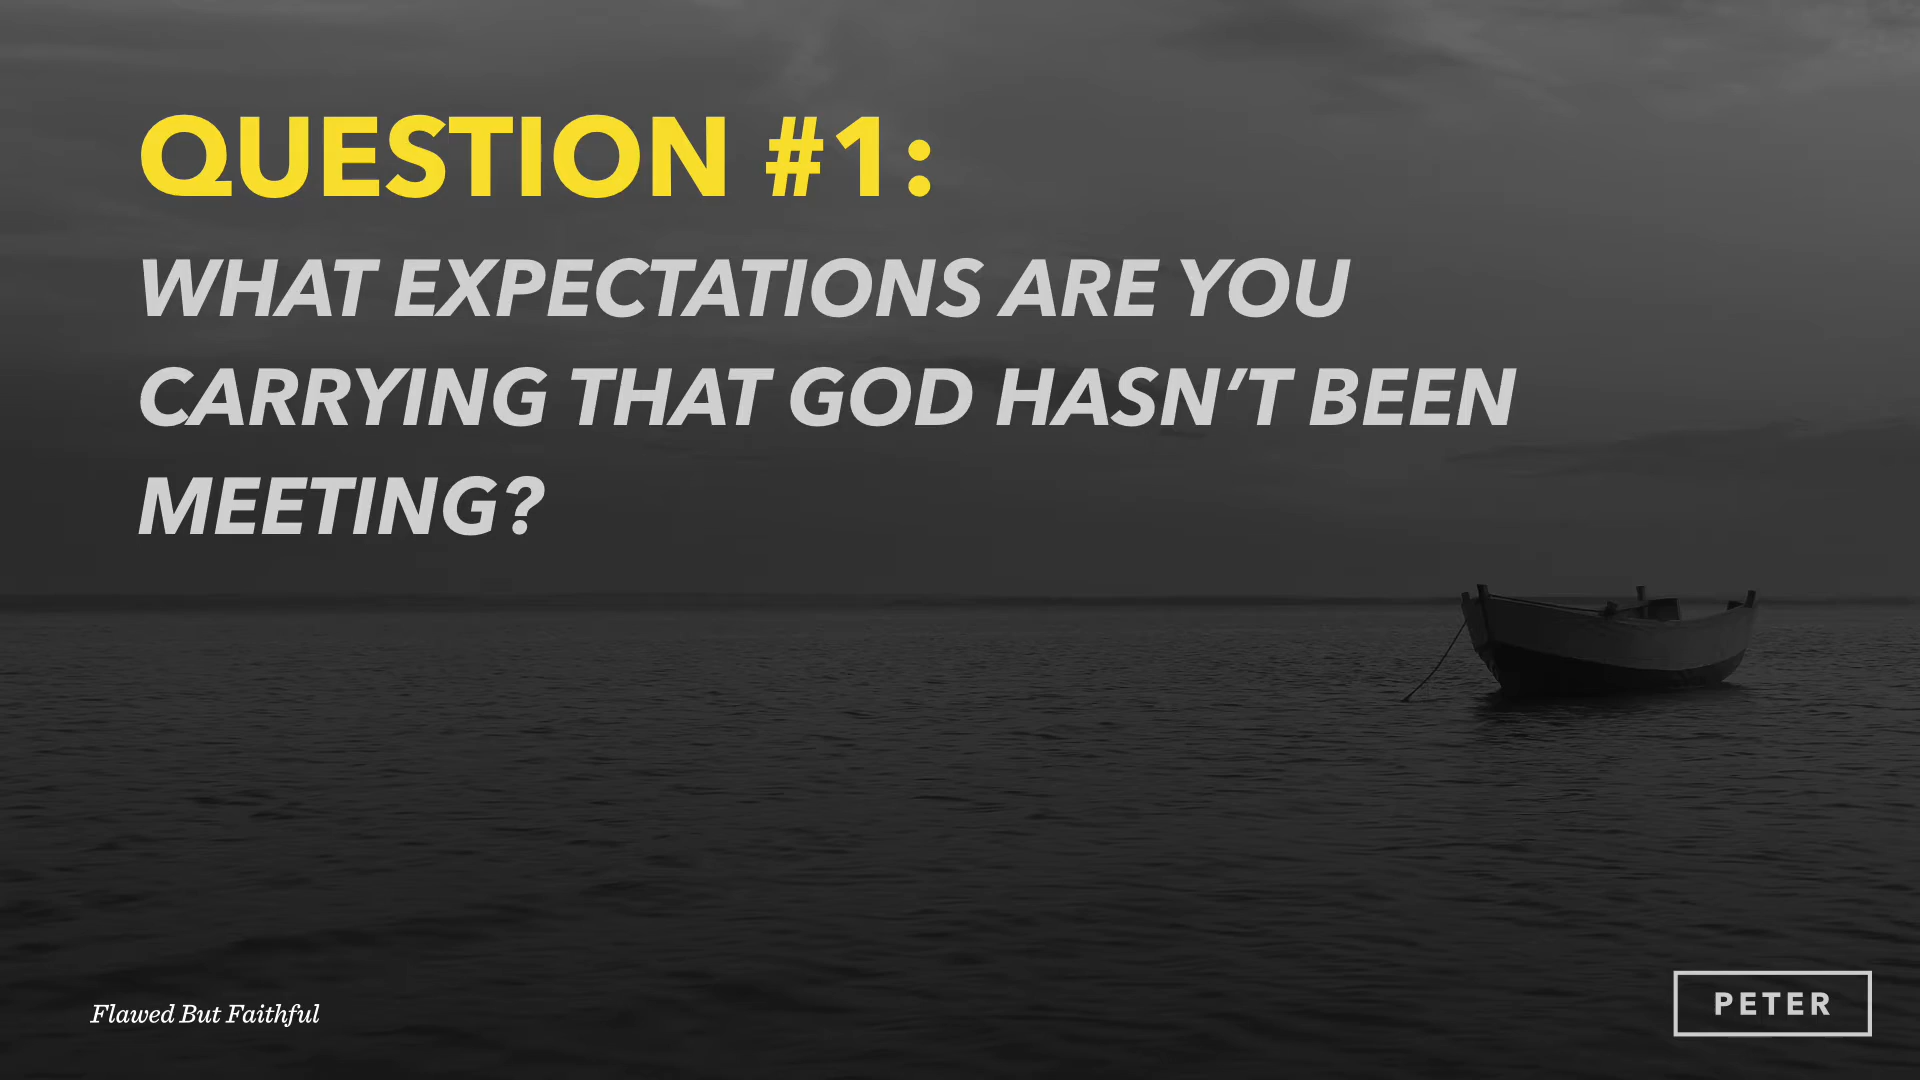 QUESTION #1:
WHAT EXPECTATIONS ARE YOU
CARRYING THAT GOD HASN’T BEEN
MEETING?
Flawed But Faithful
PETER